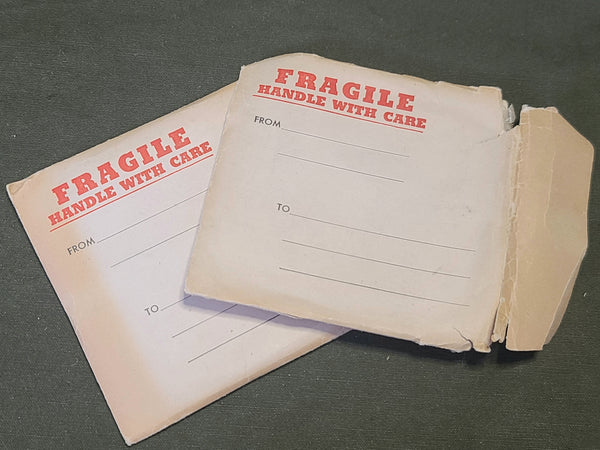 FRAGILE
HANDLE WITH CARE
FROM
TO
FRAGILE
HANDLE WITH CARE
FROM
TO